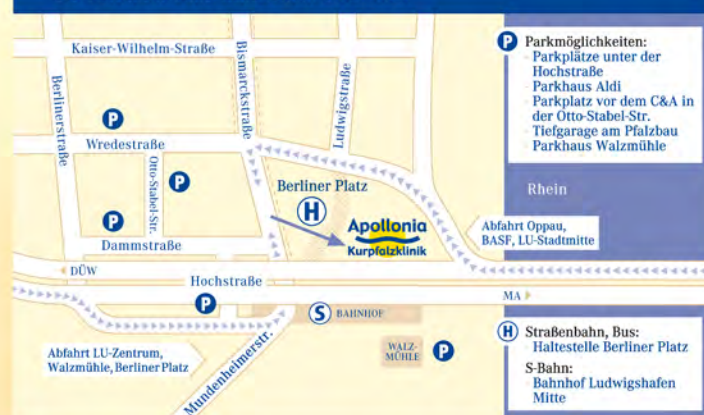 Kaiser-Wilhelm-Straße
Bismarckstraße
Ludwigstraße
Berlinerstraße
P
Wredestraße
Otto-Stabel-Str.
P
Berliner Platz
H
P
Dammstraße
Apollonia
Kurpfalzklinik
DÜW
Hochstraße
P
S BAHNHOF
MA
Abfahrt LU-Zentrum,
Walzmühle, Berliner Platz
Mundenheimerstr.
WALZ-
MÜHLE
P
P Parkmöglichkeiten:
- Parkplätze unter der
Hochstraße
- Parkhaus Aldi
- Parkplatz vor dem C&A in
der Otto-Stabel-Str.
- Tiefgarage am Pfalzbau
- Parkhaus Walzmühle
Rhein
Abfahrt Oppau,
BASF, LU-Stadtmitte
H Straßenbahn, Bus:
- Haltestelle Berliner Platz
S-Bahn:
- Bahnhof Ludwigshafen
Mitte